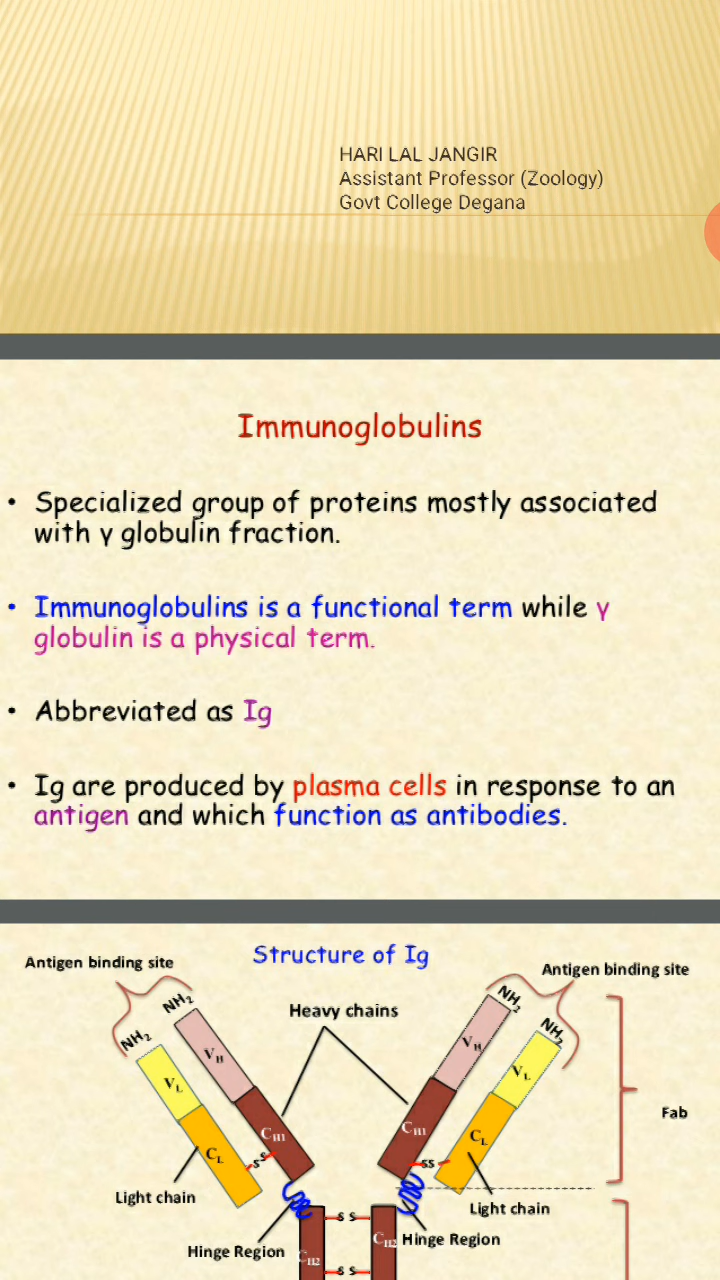 HARI LAL JANGIR
Assistant Professor (Zoology)
Govt College Degana
Immunoglobulins
• Specialized group of proteins mostly associated
with γ globulin fraction.
• Immunoglobulins is a functional term while γ
globulin is a physical term.
• Abbreviated as Ig
• Ig are produced by plasma cells in response to an
antigen and which function as antibodies.
Structure of Ig
Antigen binding site
Antigen binding site
NH2
NH2
Heavy chains
NH2
NH2
VH
VL
VH
VL
Fab
CH1
CL
S S
CH1
CL
SS
Light chain
Light chain
Hinge Region
Hinge Region
CH2
S S
CH2
S S